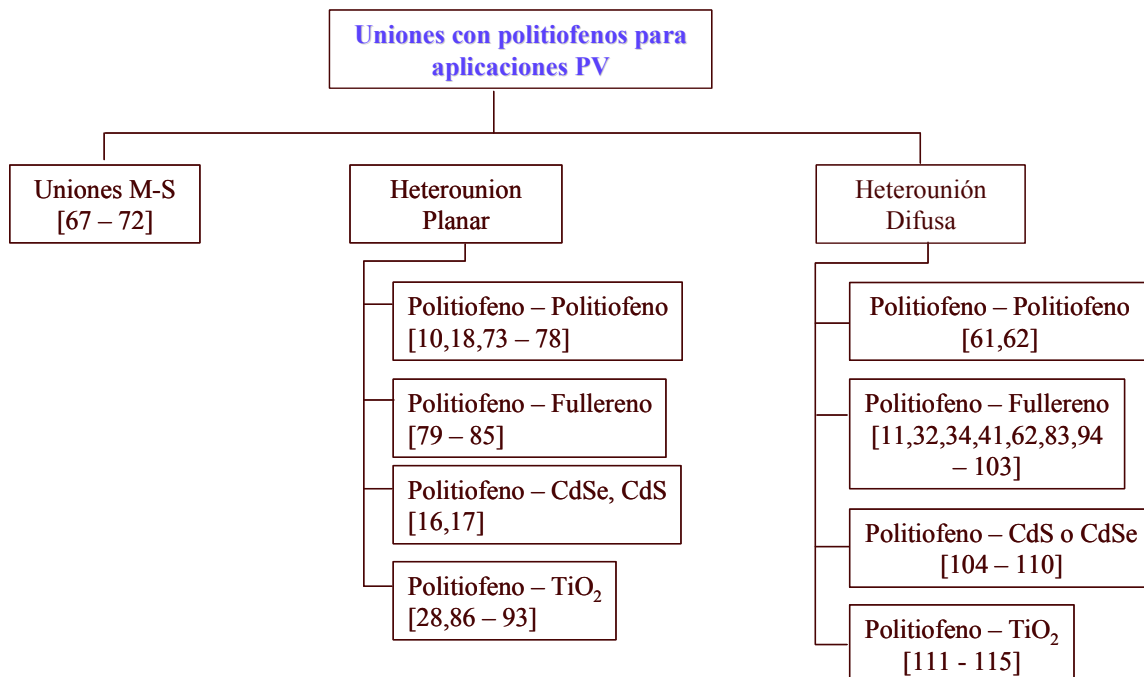 Uniones con politiofenos para
aplicaciones PV
Uniones M-S
[67 – 72]
Heterounion
Planar
Politiofeno – Politiofeno
[10,18,73 – 78]
Politiofeno – Fullereno
[79 – 85]
Politiofeno – CdSe, CdS
[16,17]
Politiofeno – TiO₂
[28,86 – 93]
Heterounión
Difusa
Politiofeno – Politiofeno
[61,62]
Politiofeno – Fullereno
[11,32,34,41,62,83,94
– 103]
Politiofeno – CdS o CdSe
[104 – 110]
Politiofeno – TiO₂
[111 - 115]